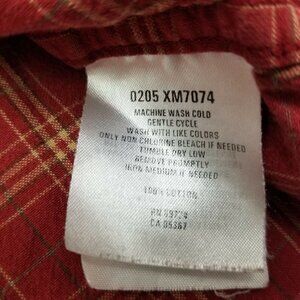 0205 XM7074
MACHINE WASH COLD
GENTLE CYCLE
WASH WITH LIKE COLORS
ONLY NON CHLORINE BLEACH IF NEEDED
TUMBLE DRY LOW
REMOVE PROMPTLY
IRON MEDIUM IF NEEDED
100% COTTON
RN
CA